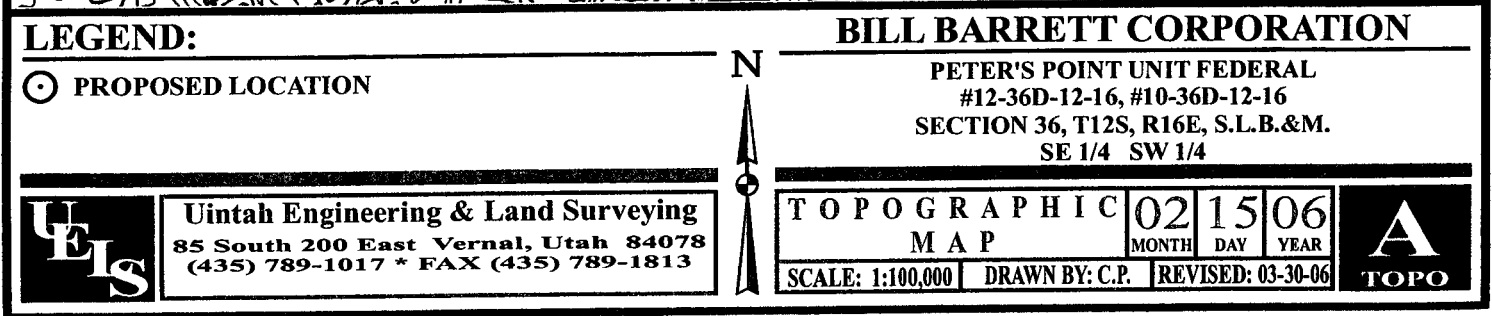 LEGEND:
PROPOSED LOCATION
N
BILL BARRETT CORPORATION
PETER'S POINT UNIT FEDERAL
#12-36D-12-16, #10-36D-12-16
SECTION 36, T12S, R16E, S.L.B.&M.
SE 1/4 SW 1/4
UELS
Uintah Engineering & Land Surveying
85 South 200 East Vernal, Utah 84078
(435) 789-1017 * FAX (435) 789-1813
TOPOGRAPHIC
MAP
02 15 06
MONTH DAY YEAR
SCALE: 1:100,000 DRAWN BY: C.P. REVISED: 03-30-06
A
TOPO